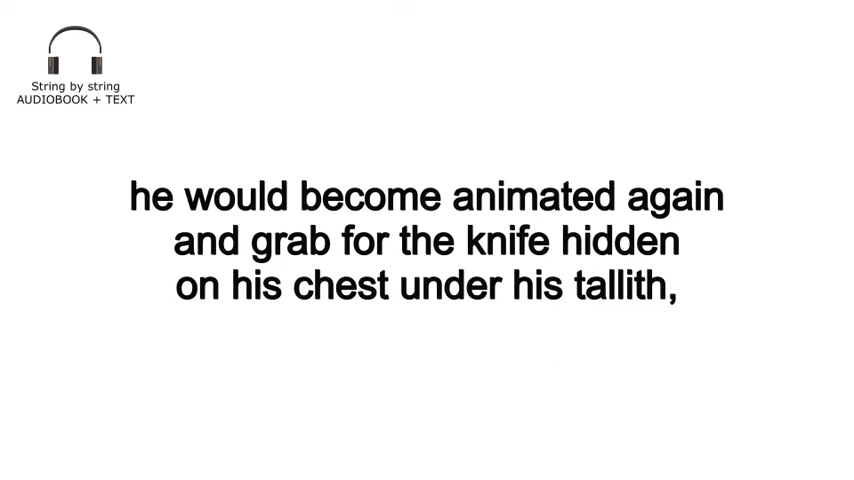 String by string
AUDIOBOOK + TEXT
he would become animated again
and grab for the knife hidden
on his chest under his tallith,